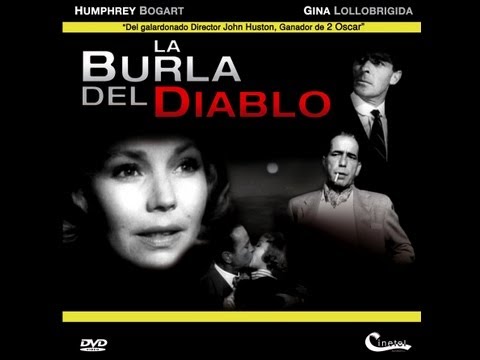 HUMPHREY BOGART GINA LOLLOBRIGIDA
"Del galardonado Director John Huston, Ganador de 2 Oscar"
LA
BURLA
DEL DIABLO
DVD
VIDEO
Cinetel